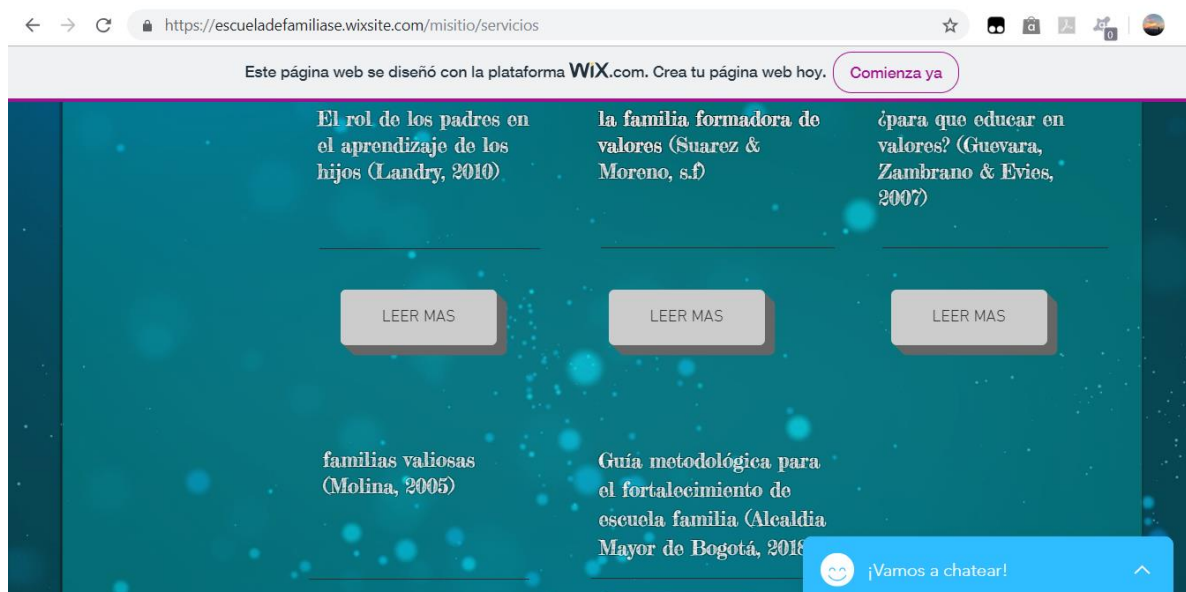 https://escueladefamiliase.wixsite.com/misitio/servicios
0
Este página web se diseñó con la plataforma WiX.com. Crea tu página web hoy.
Comienza ya
El rol de los padres en
el aprendizaje de los
hijos (Landry, 2010)
la familia formadora de
valores (Suarez &
Moreno, s.f)
¿para que educar en
valores? (Guevara,
Zambrano & Evies,
2007)
LEER MAS
LEER MAS
LEER MAS
familias valiosas
(Molina, 2005)
Guía metodológica para
el fortalecimiento de
escuela familia (Alcaldia
Mayor de Bogotá, 2018
¡Vamos a chatear!